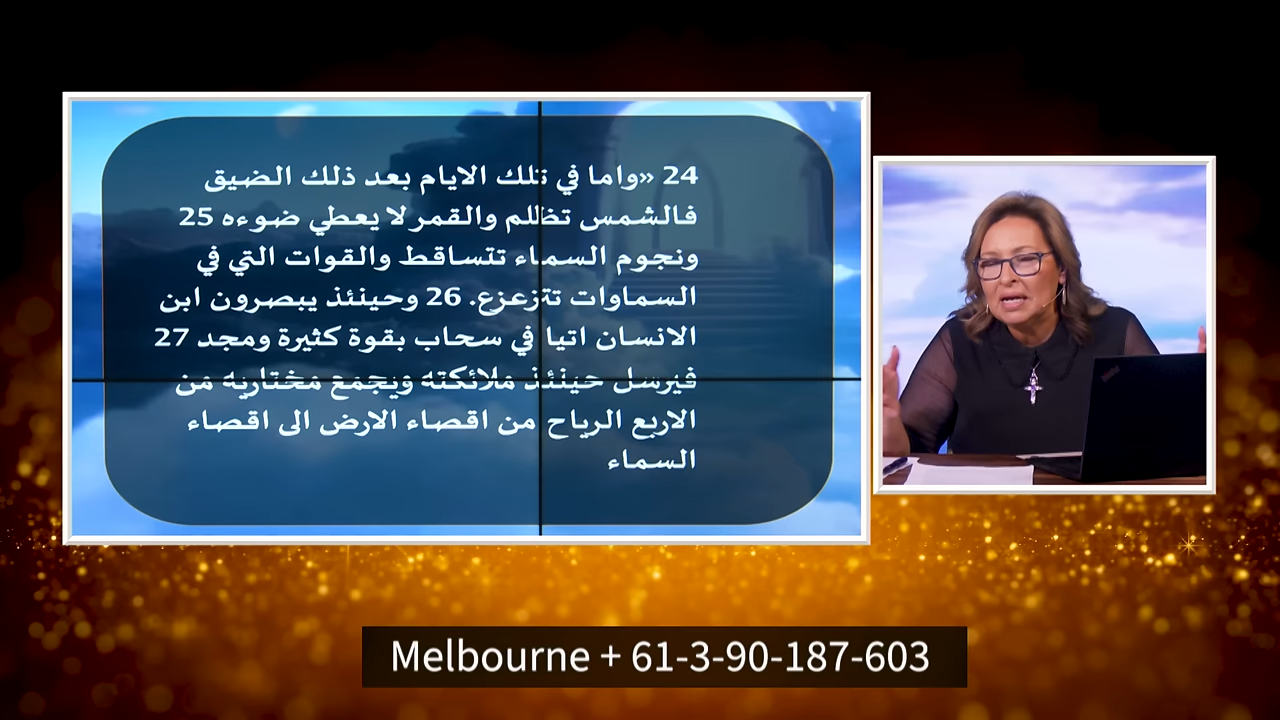 24 «واما في تلك الايام بعد ذلك الضيق
فالشمس تظلم والقمر لا يعطي ضوءه 25
ونجوم السماء تتساقط والقوات التي في
السماوات تتزعزع. 26 وحينئذ يبصرون ابن
الانسان اتيا في سحاب بقوة كثيرة ومجد 27
فيرسل حينئذ ملائكته ويجمع مختاريه من
الاربع الرياح من اقصاء الارض الى اقصاء
السماء
Melbourne + 61-3-90-187-603